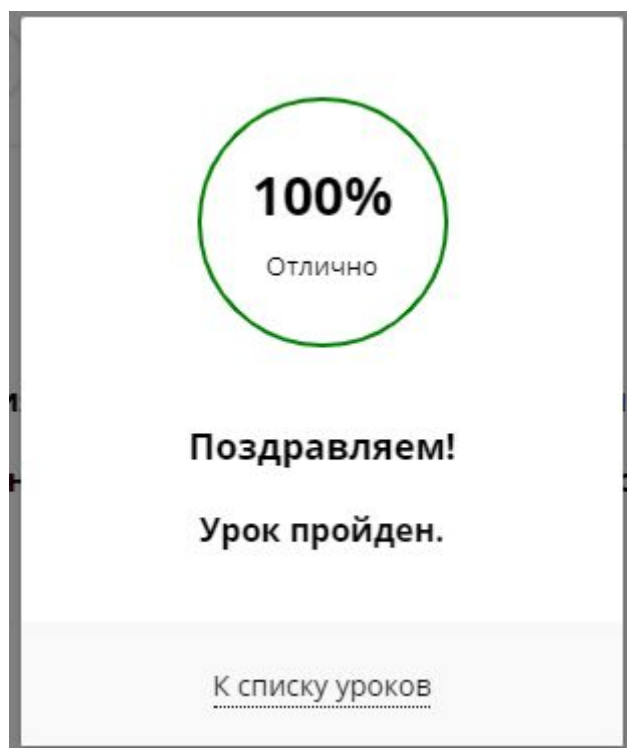 100%
Отлично
Поздравляем!
Урок пройден.
К списку уроков